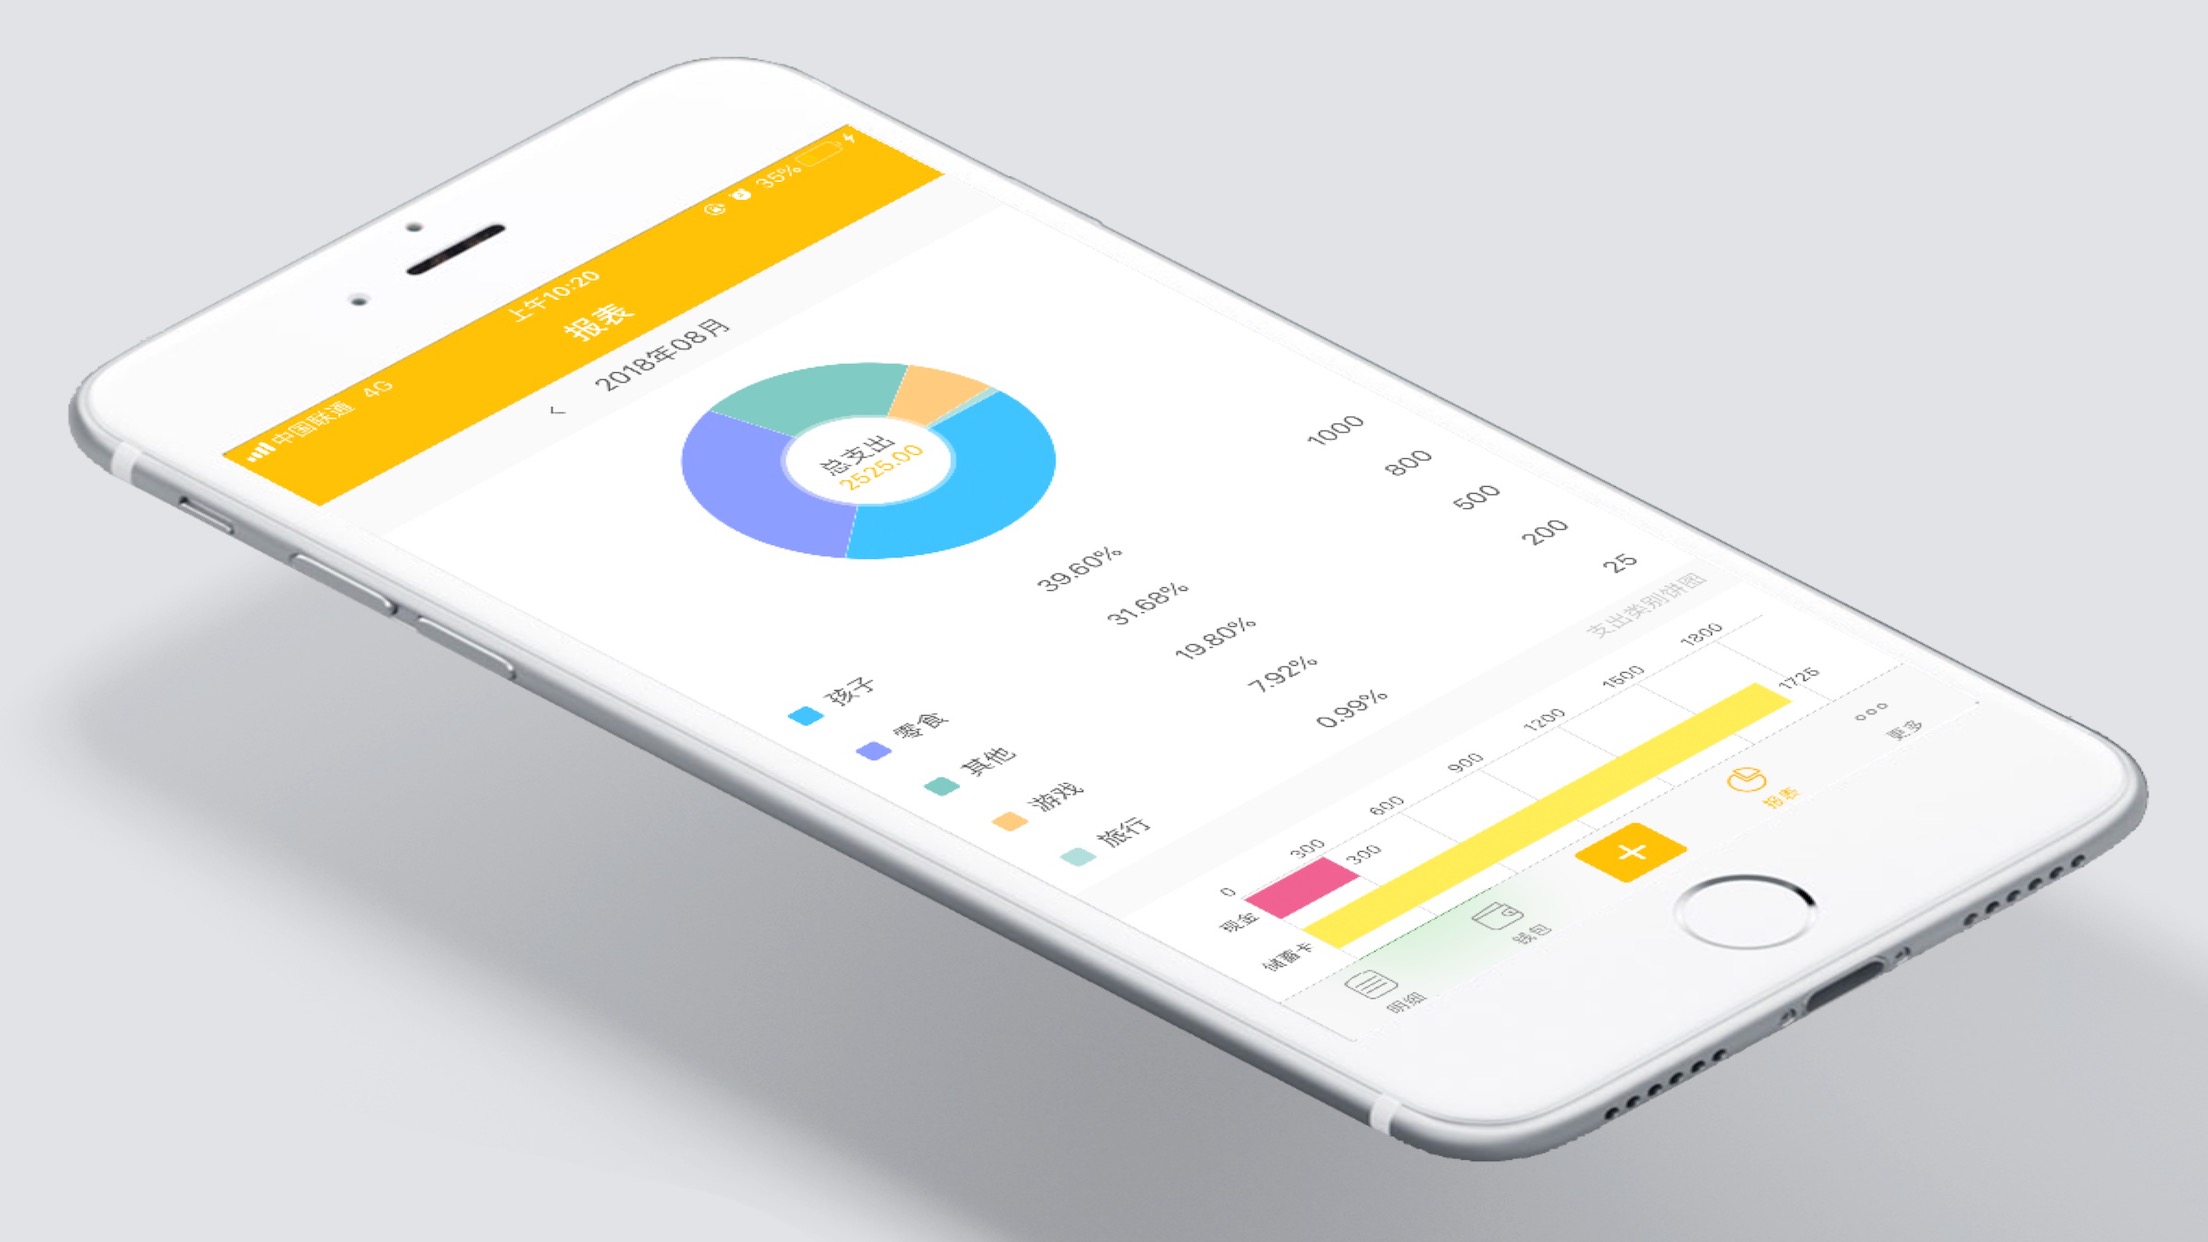 中国联通 4G 上午10:20 35%
报表
2018年08月
总支出
2525.00
孩子 39.60% 1000
零食 31.68% 800
其他 19.80% 500
游戏 7.92% 200
旅行 0.99% 25
支出类别饼图
0 300 600 900 1200 1500 1800
现金 300
储蓄卡 1725
明细 钱包 报表 更多